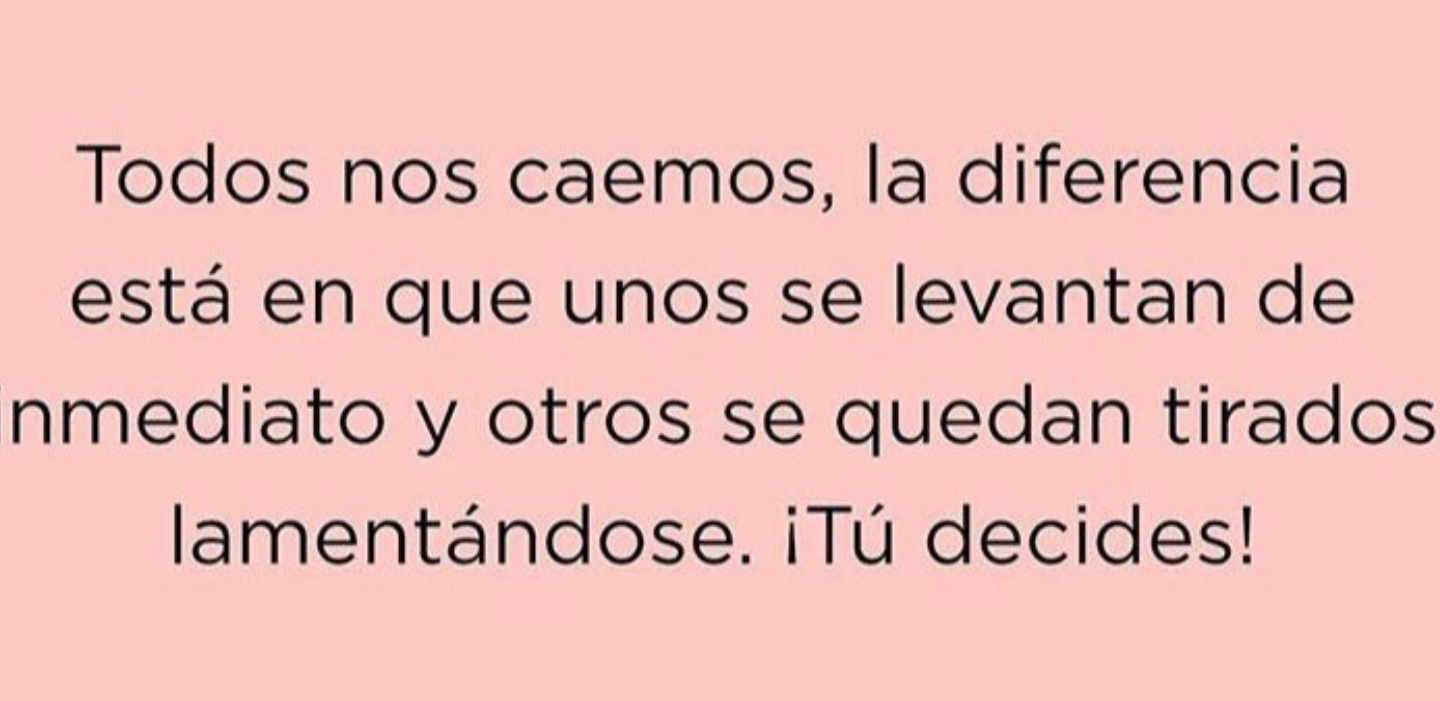 Todos nos caemos, la diferencia
está en que unos se levantan de
inmediato y otros se quedan tirados
lamentándose. ¡Tú decides!